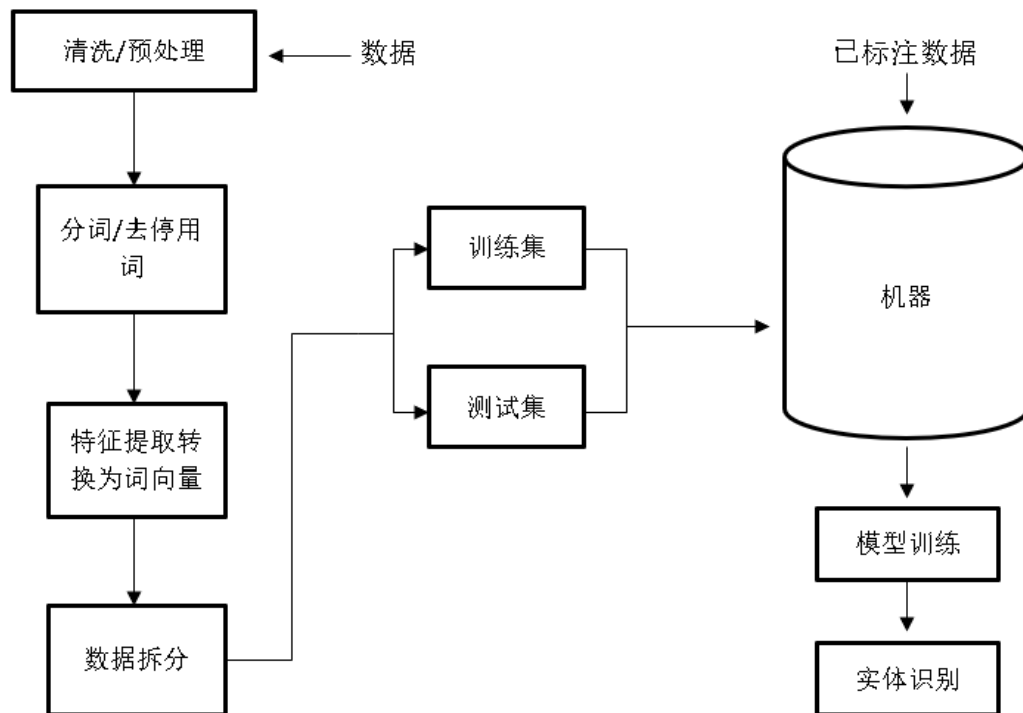 清洗/预处理
数据
分词/去停用
词
特征提取转
换为词向量
数据拆分
训练集
测试集
已标注数据
机器
模型训练
实体识别